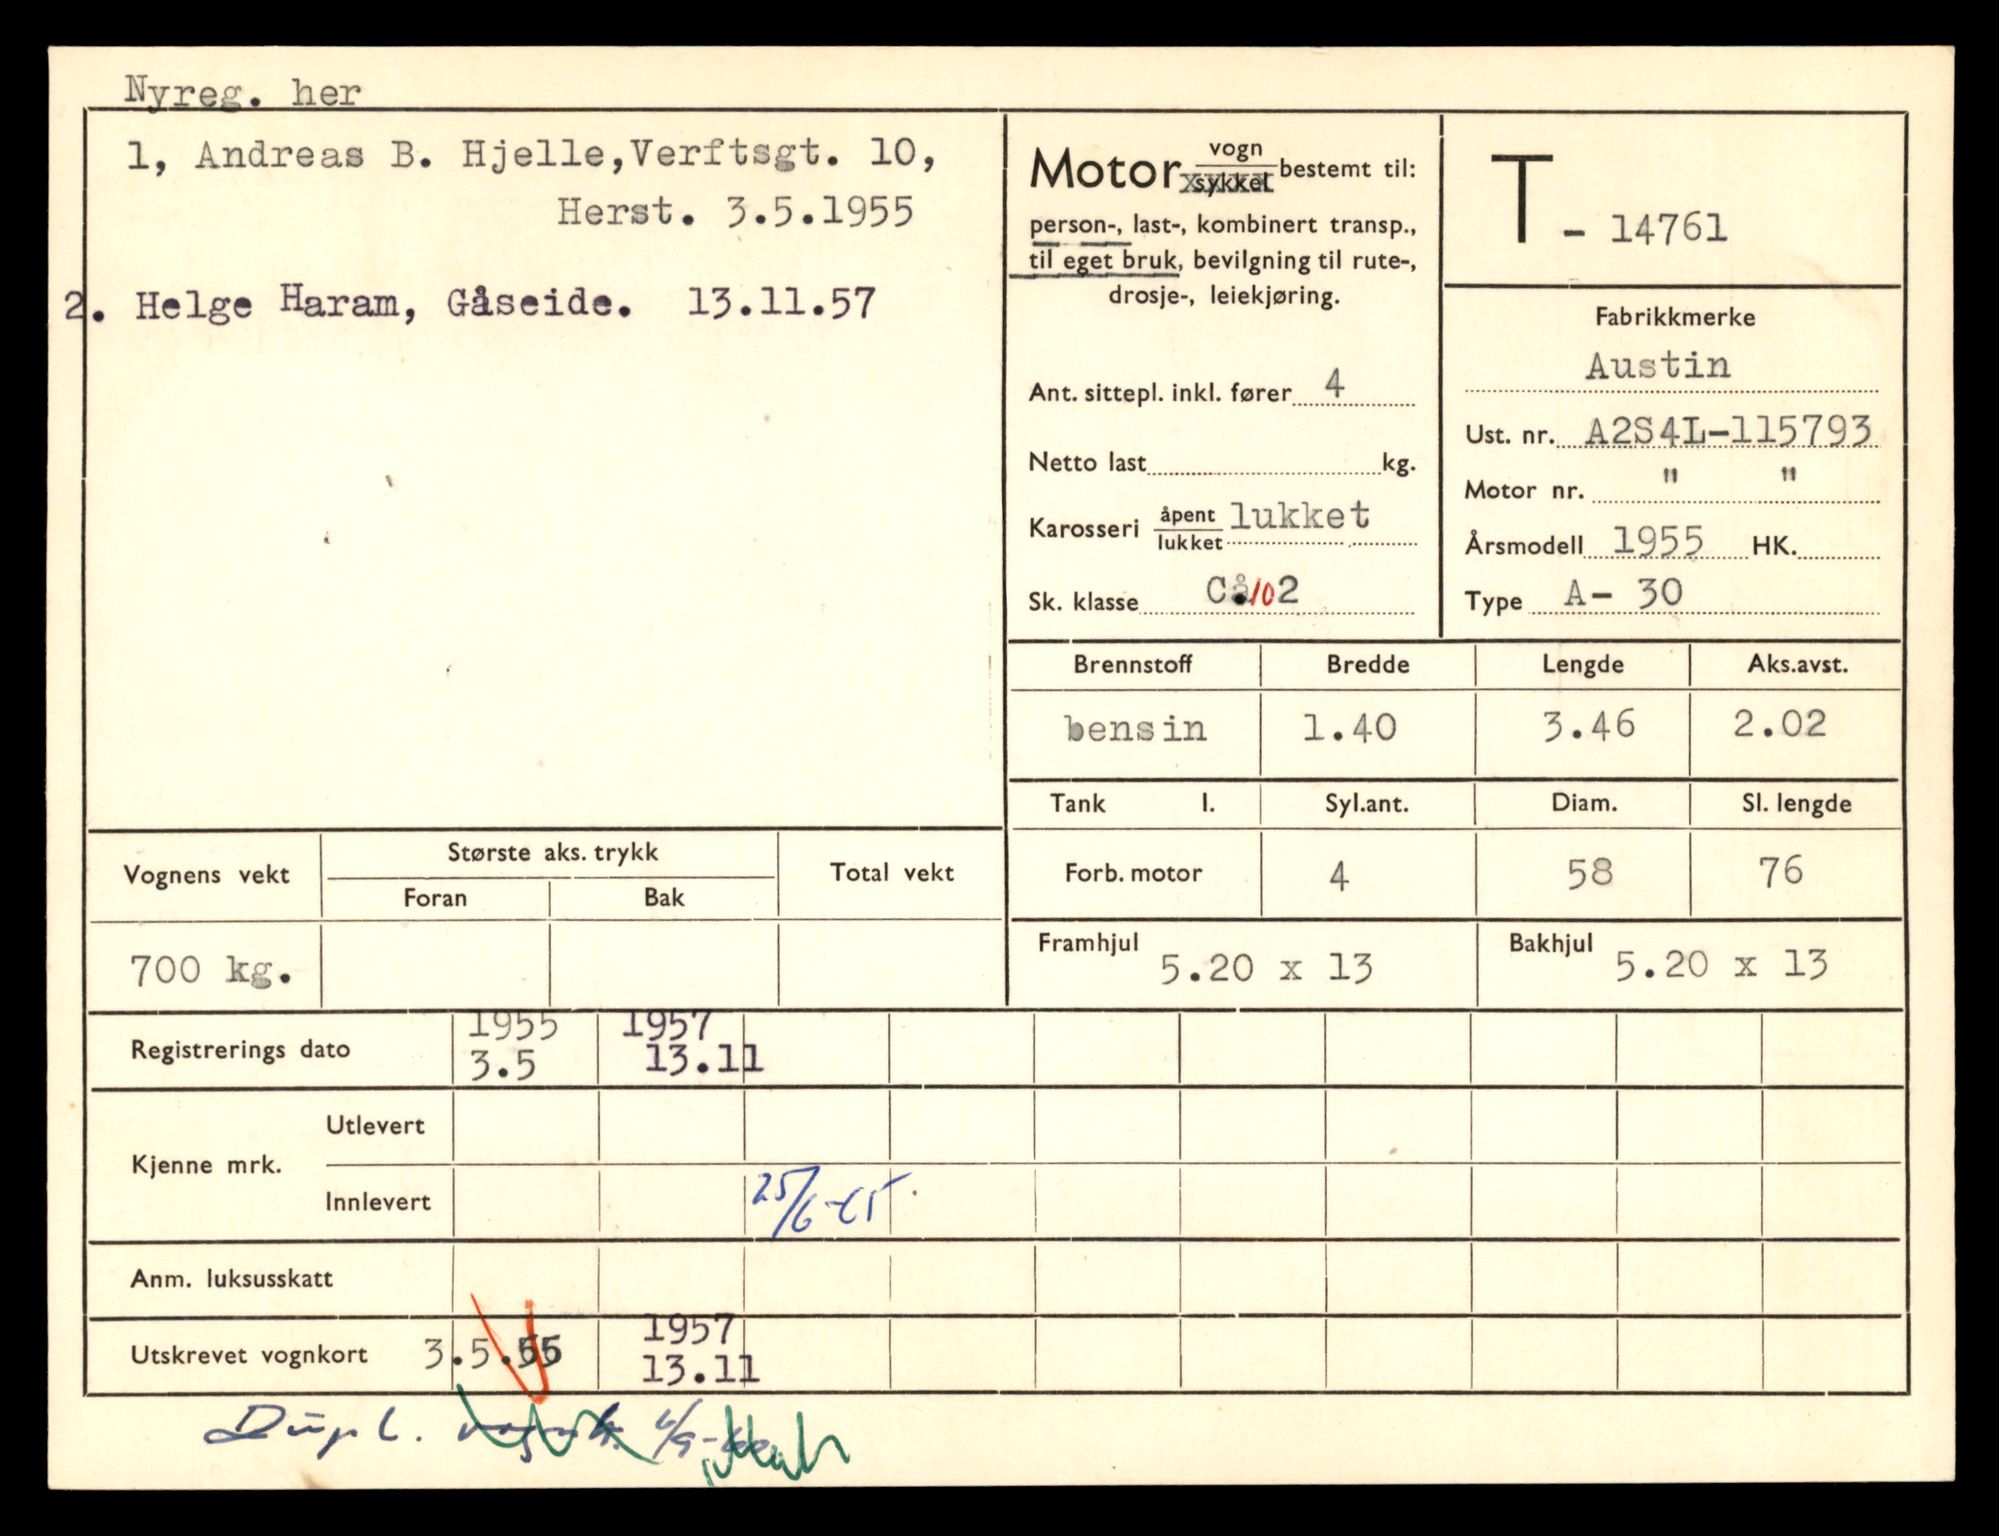 Nyreg. her
1, Andreas B. Hjelle,Verftsgt. 10,
Herst. 3.5.1955
2. Helge Haram, Gåseide. 13.11.57
Motor vogn sykkel bestemt til:
person-, last-, kombinert transp.,
til eget bruk, bevilgning til rute-,
drosje-, leiekjøring.
Ant. sittepl. inkl. fører 4
Netto last kg.
Karosseri åpent lukket lukket
Sk. klasse Cå 10 2
T - 14761
Fabrikkmerke
Austin
Ust. nr. A2S4L-115793
Motor nr. " "
Årsmodell 1955 HK.
Type A- 30
Brennstoff Bredde Lengde Aks.avst.
bensin 1.40 3.46 2.02
Tank l. Syl.ant. Diam. Sl. lengde
Forb. motor 4 58 76
Framhjul 5.20 x 13 Bakhjul 5.20 x 13
Vognens vekt Største aks. trykk Total vekt
Foran Bak
700 kg.
1955 1957
Registrerings dato 3.5 13.11
Kjenne mrk. Utlevert
Innlevert 25/6-65
Anm. luksusskatt
1957
Utskrevet vognkort 3.5.55 13.11
Dupl.